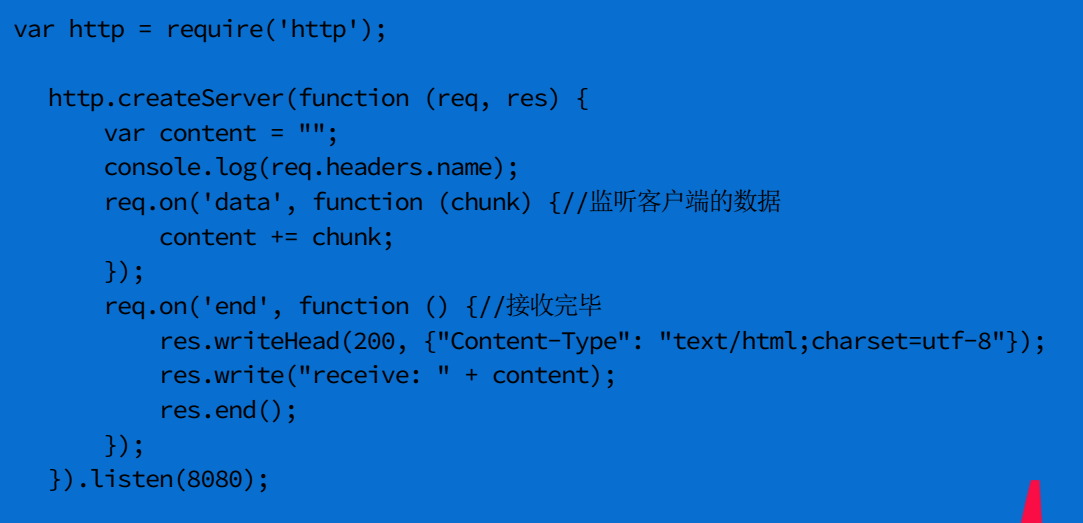 var http = require('http');
http.createServer(function (req, res) {
var content = "";
console.log(req.headers.name);
req.on('data', function (chunk) {//监听客户端的数据
content += chunk;
});
req.on('end', function () {//接收完毕
res.writeHead(200, {"Content-Type": "text/html;charset=utf-8"});
res.write("receive: " + content);
res.end();
});
}).listen(8080);